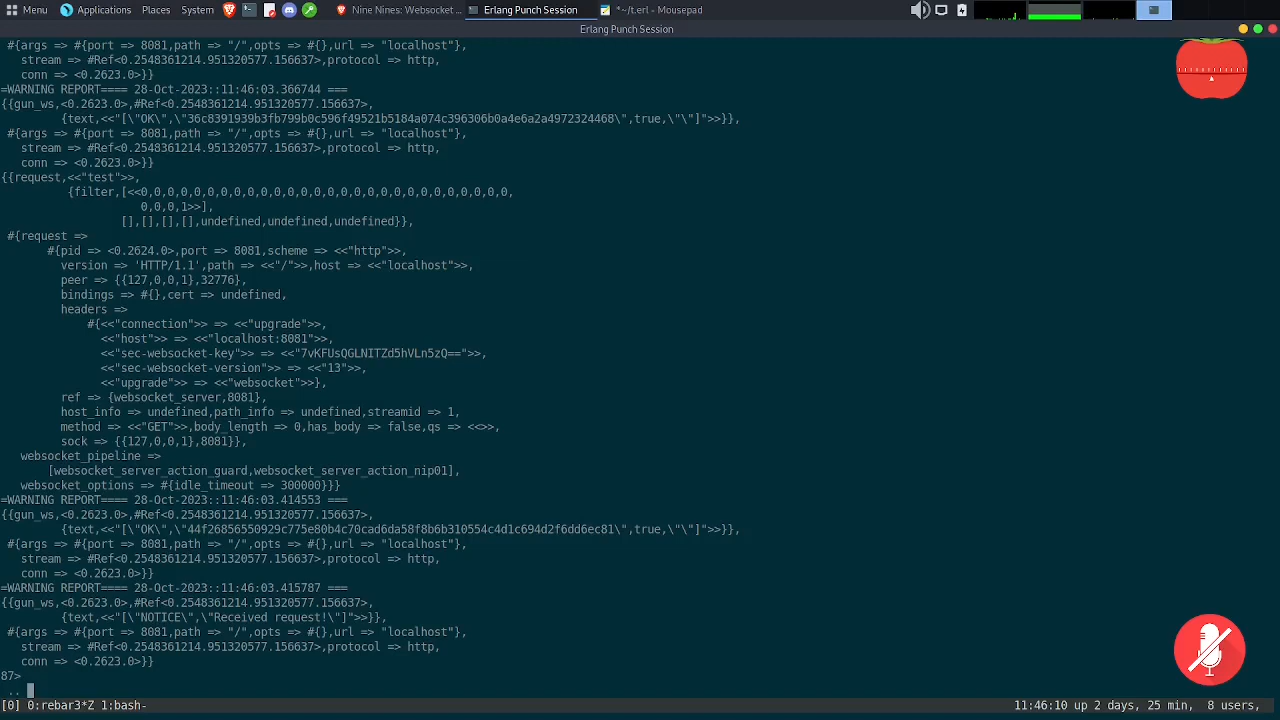 Menu Applications Places System Nine Nines: Websocket ... Erlang Punch Session *~/t.erl - Mousepad
Erlang Punch Session
#{args => #{port => 8081,path => "/",opts => #{},url => "localhost"},
stream => #Ref<0.2548361214.951320577.156637>,protocol => http,
conn => <0.2623.0>}}
=WARNING REPORT==== 28-Oct-2023::11:46:03.366744 ===
{{gun_ws,<0.2623.0>,#Ref<0.2548361214.951320577.156637>,
{text,<<"[\"OK\",\"36c8391939b3fb799b0c596f49521b5184a074c396306b0a4e6a2a4972324468\",true,\"\"]">>}},
#{args => #{port => 8081,path => "/",opts => #{},url => "localhost"},
stream => #Ref<0.2548361214.951320577.156637>,protocol => http,
conn => <0.2623.0>}}
{{request,<<"test">>,
{filter,[<<0,0,0,0,0,0,0,0,0,0,0,0,0,0,0,0,0,0,0,0,0,0,0,0,0,0,0,0,
0,0,0,1>>],
[],[],[],[],undefined,undefined,undefined}},
#{request =>
#{pid => <0.2624.0>,port => 8081,scheme => <<"http">>,
version => 'HTTP/1.1',path => <<"/">>,host => <<"localhost">>,
peer => {{127,0,0,1},32776},
bindings => #{},cert => undefined,
headers =>
#{<<"connection">> => <<"upgrade">>,
<<"host">> => <<"localhost:8081">>,
<<"sec-websocket-key">> => <<"7vKFUsQGLNITZd5hVLn5zQ==">>,
<<"sec-websocket-version">> => <<"13">>,
<<"upgrade">> => <<"websocket">>},
ref => {websocket_server,8081},
host_info => undefined,path_info => undefined,streamid => 1,
method => <<"GET">>,body_length => 0,has_body => false,qs => <<>>,
sock => {{127,0,0,1},8081}},
websocket_pipeline =>
[websocket_server_action_guard,websocket_server_action_nip01],
websocket_options => #{idle_timeout => 300000}}}
=WARNING REPORT==== 28-Oct-2023::11:46:03.414553 ===
{{gun_ws,<0.2623.0>,#Ref<0.2548361214.951320577.156637>,
{text,<<"[\"OK\",\"44f26856550929c775e80b4c70cad6da58f8b6b310554c4d1c694d2f6dd6ec81\",true,\"\"]">>}},
#{args => #{port => 8081,path => "/",opts => #{},url => "localhost"},
stream => #Ref<0.2548361214.951320577.156637>,protocol => http,
conn => <0.2623.0>}}
=WARNING REPORT==== 28-Oct-2023::11:46:03.415787 ===
{{gun_ws,<0.2623.0>,#Ref<0.2548361214.951320577.156637>,
{text,<<"[\"NOTICE\",\"Received request!\"]">>}},
#{args => #{port => 8081,path => "/",opts => #{},url => "localhost"},
stream => #Ref<0.2548361214.951320577.156637>,protocol => http,
conn => <0.2623.0>}}
87>
..
[0] 0:rebar3*Z 1:bash- 11:46:10 up 2 days, 25 min, 8 users,